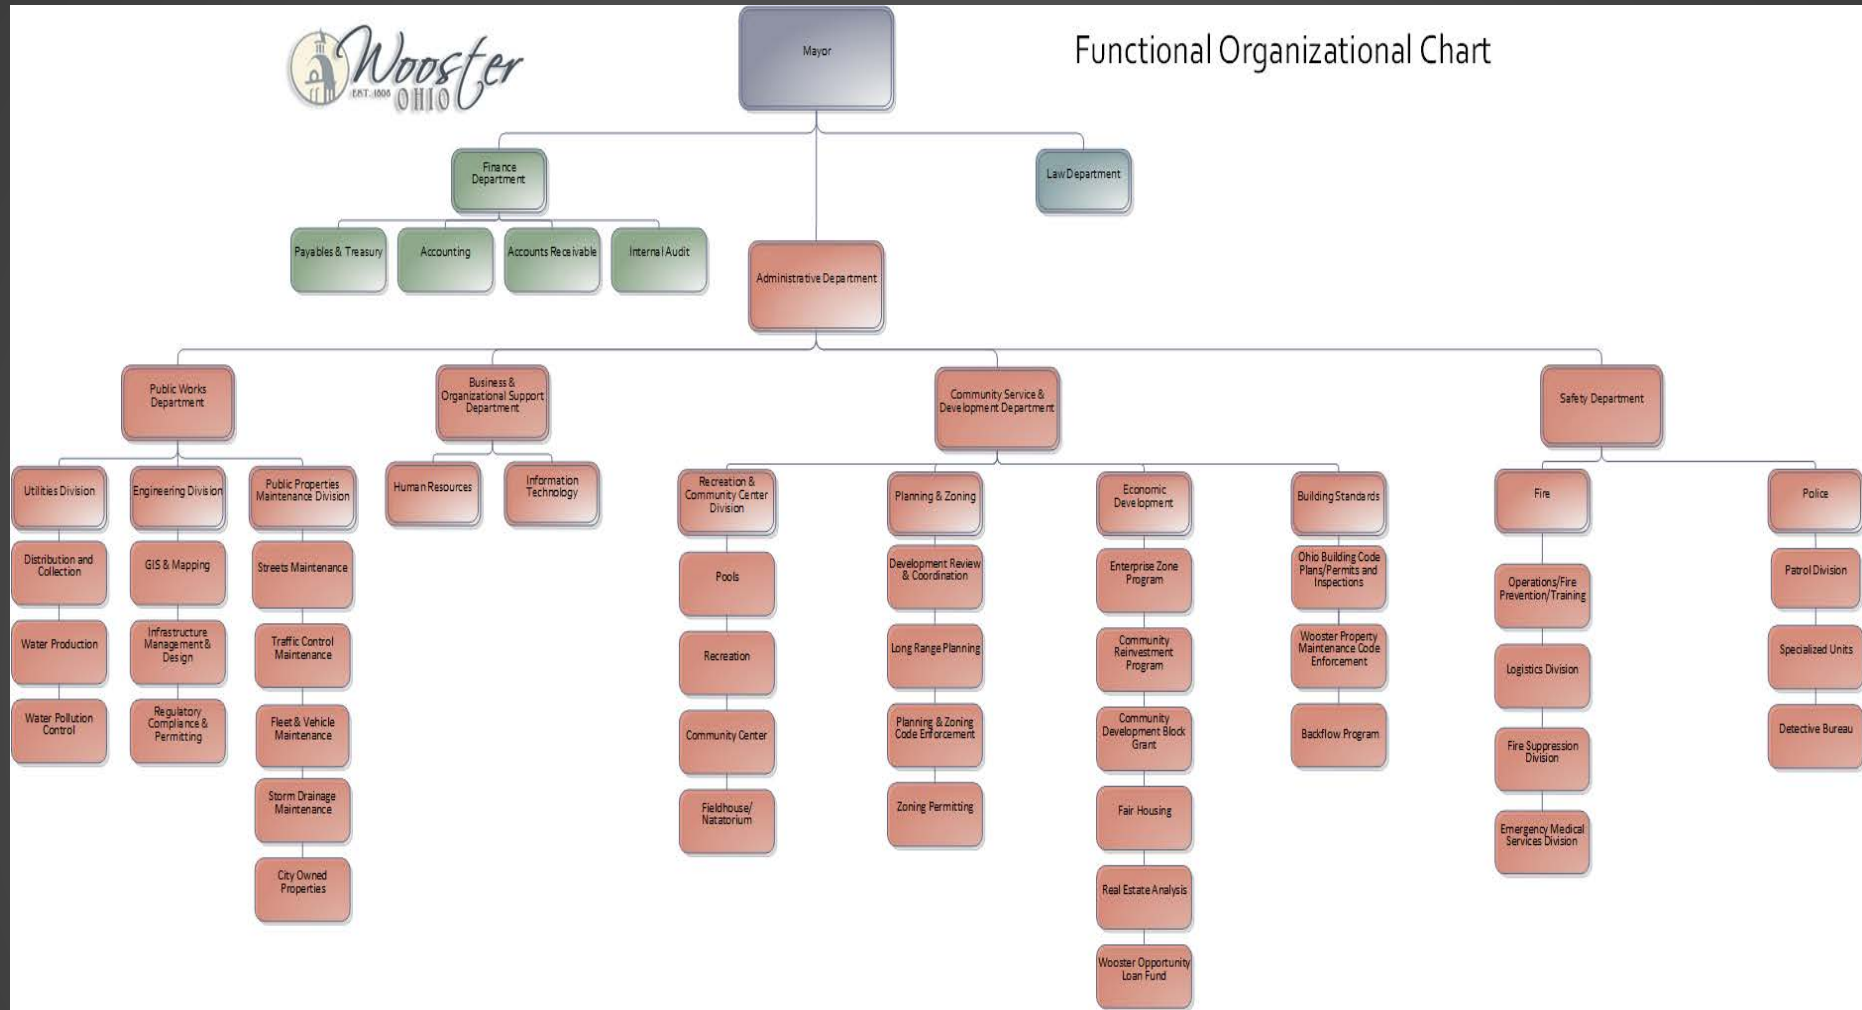 Wooster
EST. 1808 OHIO
Functional Organizational Chart
Mayor
Finance
Department
Law Department
Payables & Treasury
Accounting
Accounts Receivable
Internal Audit
Administrative Department
Public Works
Department
Business &
Organizational Support
Department
Community Service &
Development Department
Safety Department
Utilities Division
Distribution and
Collection
Water Production
Water Pollution
Control
Engineering Division
GIS & Mapping
Infrastructure
Management &
Design
Regulatory
Compliance &
Permitting
Public Properties
Maintenance Division
Streets Maintenance
Traffic Control
Maintenance
Fleet & Vehicle
Maintenance
Storm Drainage
Maintenance
City Owned
Properties
Human Resources
Information
Technology
Recreation &
Community Center
Division
Pools
Recreation
Community Center
Fieldhouse/
Natatorium
Planning & Zoning
Development Review
& Coordination
Long Range Planning
Planning & Zoning
Code Enforcement
Zoning Permitting
Economic
Development
Enterprise Zone
Program
Community
Reinvestment
Program
Community
Development Block
Grant
Fair Housing
Real Estate Analysis
Wooster Opportunity
Loan Fund
Building Standards
Ohio Building Code
Plans/Permits and
Inspections
Wooster Property
Maintenance Code
Enforcement
Backflow Program
Fire
Operations/Fire
Prevention/Training
Logistics Division
Fire Suppression
Division
Emergency Medical
Services Division
Police
Patrol Division
Specialized Units
Detective Bureau